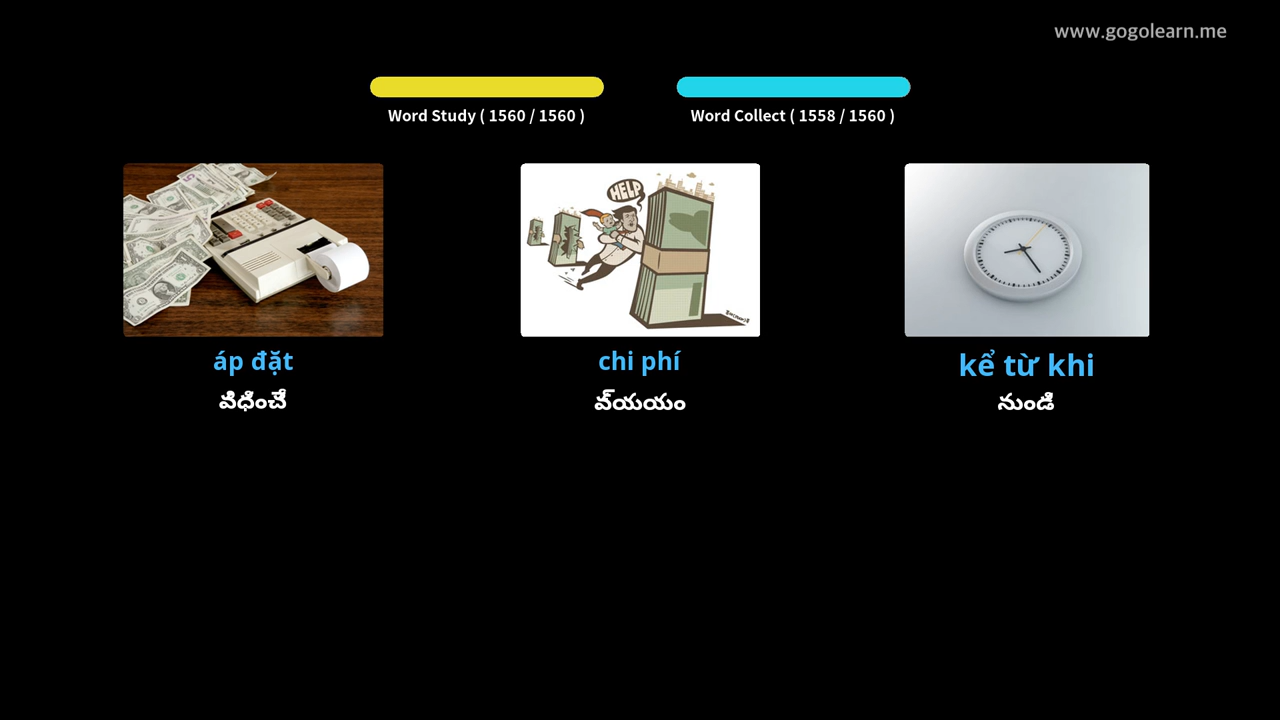 www.gogolearn.me
Word Study ( 1560 / 1560 )
Word Collect ( 1558 / 1560 )
HELP
áp đặt
chi phí
kể từ khi
విధించే
వ్యయం
నుండి